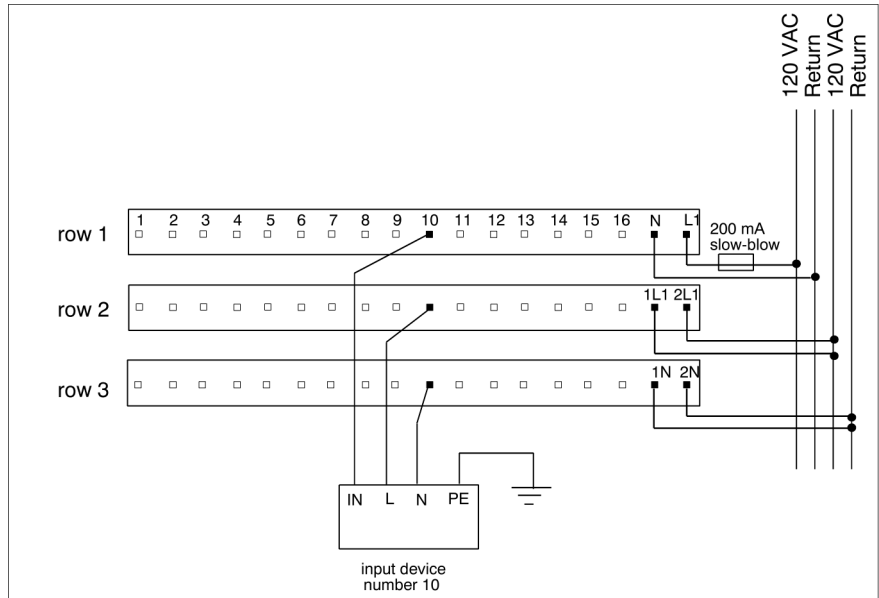 120 VAC
Return
120 VAC
Return
row 1
1 2 3 4 5 6 7 8 9 10 11 12 13 14 15 16 N L1
200 mA
slow-blow
row 2
1L1 2L1
row 3
1N 2N
IN L N PE
input device
number 10